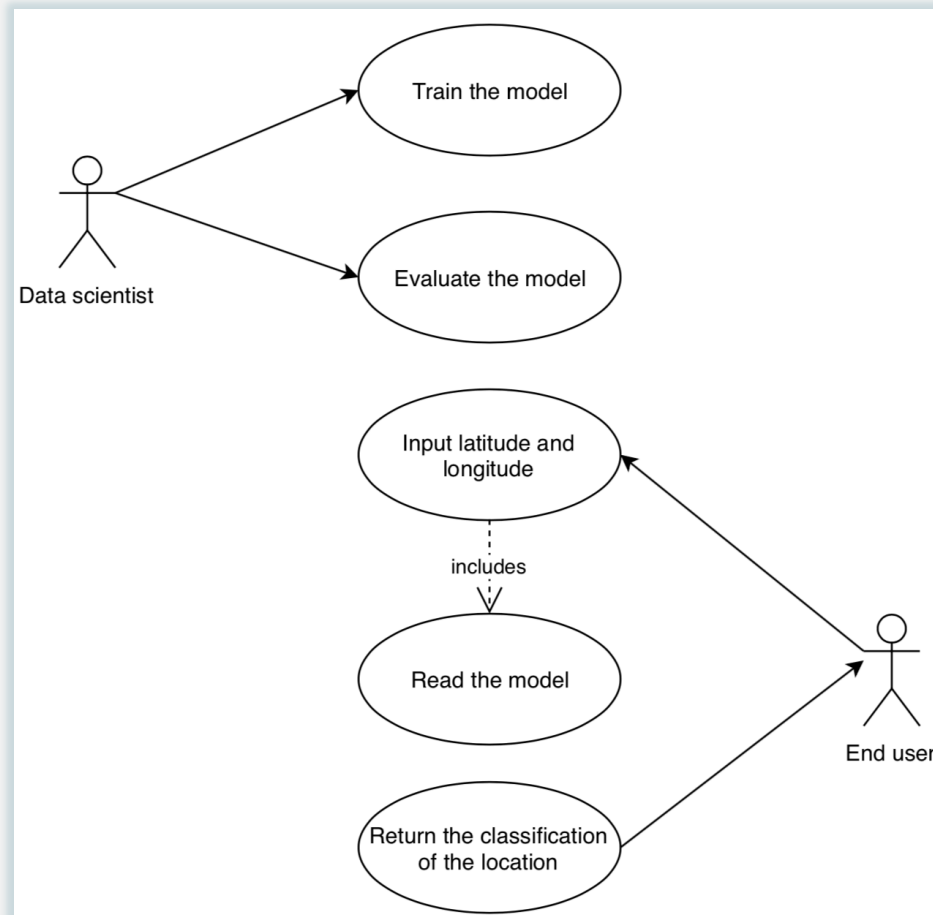 Train the model
Data scientist
Evaluate the model
Input latitude and
longitude
includes
Read the model
End user
Return the classification
of the location